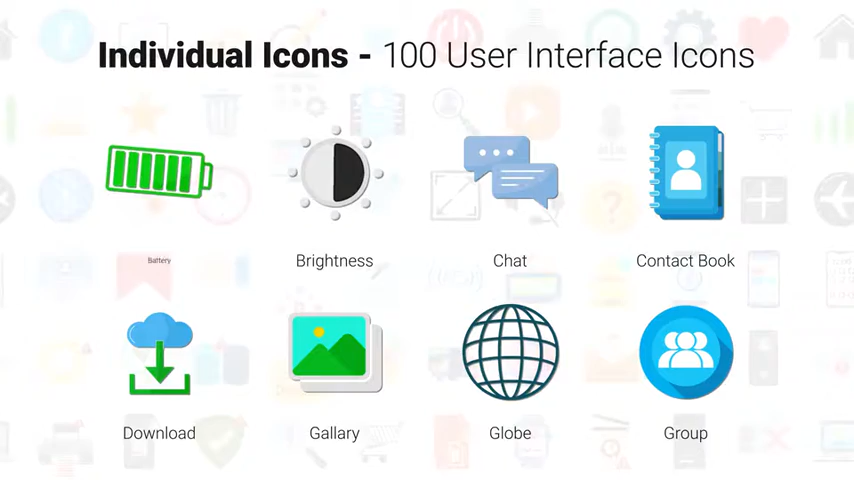 Individual Icons - 100 User Interface Icons
Battery
Brightness
Chat
Contact Book
Download
Gallary
Globe
Group